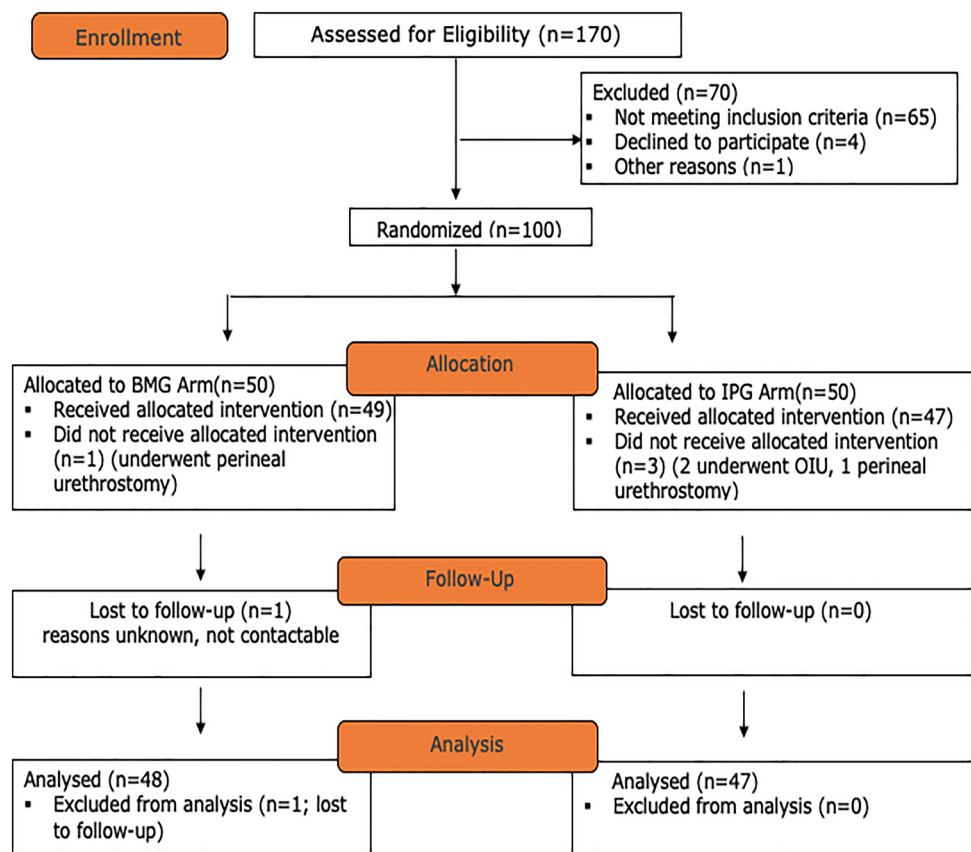 Enrollment
Assessed for Eligibility (n=170)
Excluded (n=70)
▪ Not meeting inclusion criteria (n=65)
▪ Declined to participate (n=4)
▪ Other reasons (n=1)
Randomized (n=100)
Allocation
Allocated to BMG Arm(n=50)
▪ Received allocated intervention (n=49)
▪ Did not receive allocated intervention
(n=1) (underwent perineal
urethrostomy)
Allocated to IPG Arm(n=50)
▪ Received allocated intervention (n=47)
▪ Did not receive allocated intervention
(n=3) (2 underwent OIU, 1 perineal
urethrostomy)
Follow-Up
Lost to follow-up (n=1)
reasons unknown, not contactable
Lost to follow-up (n=0)
Analysis
Analysed (n=48)
▪ Excluded from analysis (n=1; lost
to follow-up)
Analysed (n=47)
▪ Excluded from analysis (n=0)